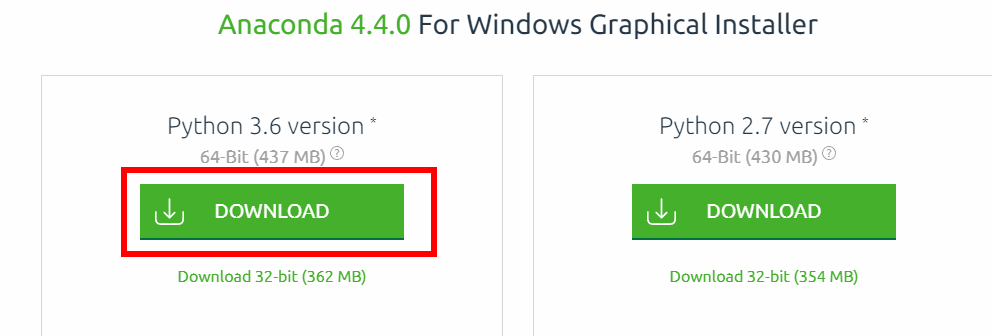 Anaconda 4.4.0 For Windows Graphical Installer
Python 3.6 version *
64-Bit (437 MB) ?
DOWNLOAD
Download 32-bit (362 MB)
Python 2.7 version *
64-Bit (430 MB) ?
DOWNLOAD
Download 32-bit (354 MB)